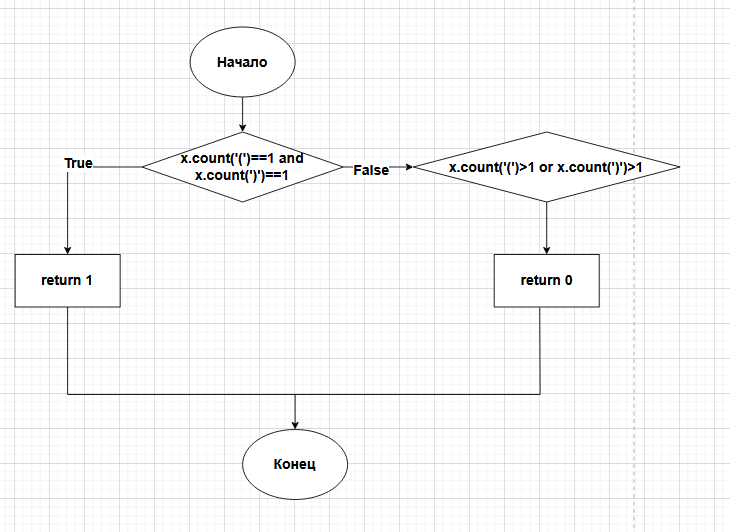 Начало
True
x.count('(')==1 and
x.count(')')==1
False
x.count('(')>1 or x.count(')')>1
return 1
return 0
Конец